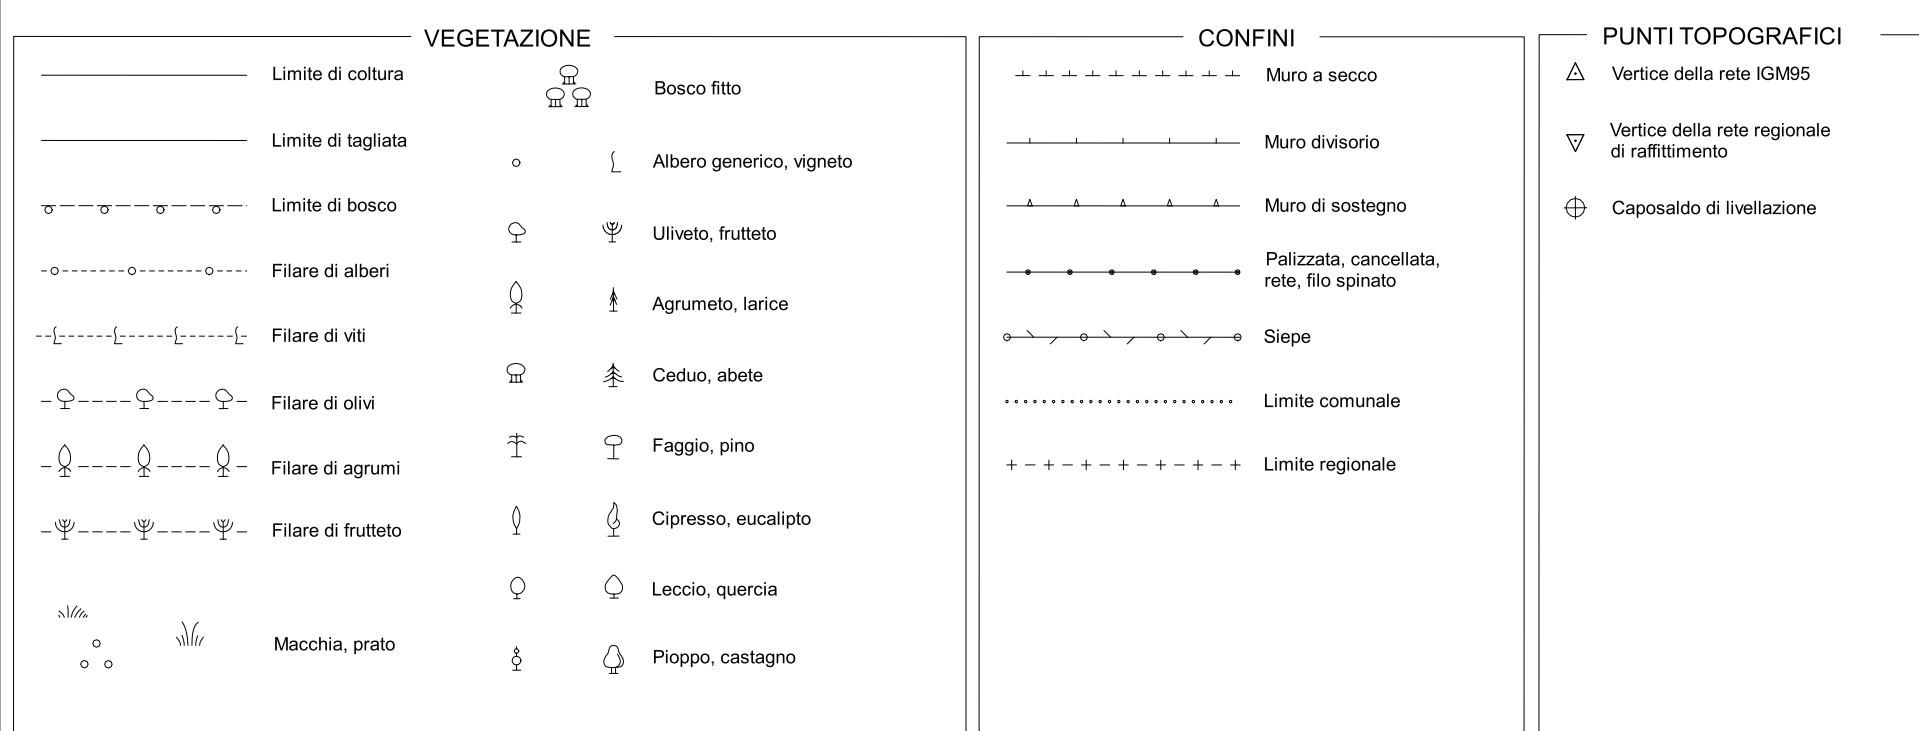 VEGETAZIONE
Limite di coltura
Limite di tagliata
Limite di bosco
Filare di alberi
Filare di viti
Filare di olivi
Filare di agrumi
Filare di frutteto
Macchia, prato
Bosco fitto
Albero generico, vigneto
Uliveto, frutteto
Agrumeto, larice
Ceduo, abete
Faggio, pino
Cipresso, eucalipto
Leccio, quercia
Pioppo, castagno
CONFINI
Muro a secco
Muro divisorio
Muro di sostegno
Palizzata, cancellata,
rete, filo spinato
Siepe
Limite comunale
Limite regionale
PUNTI TOPOGRAFICI
Vertice della rete IGM95
Vertice della rete regionale
di raffittimento
Caposaldo di livellazione